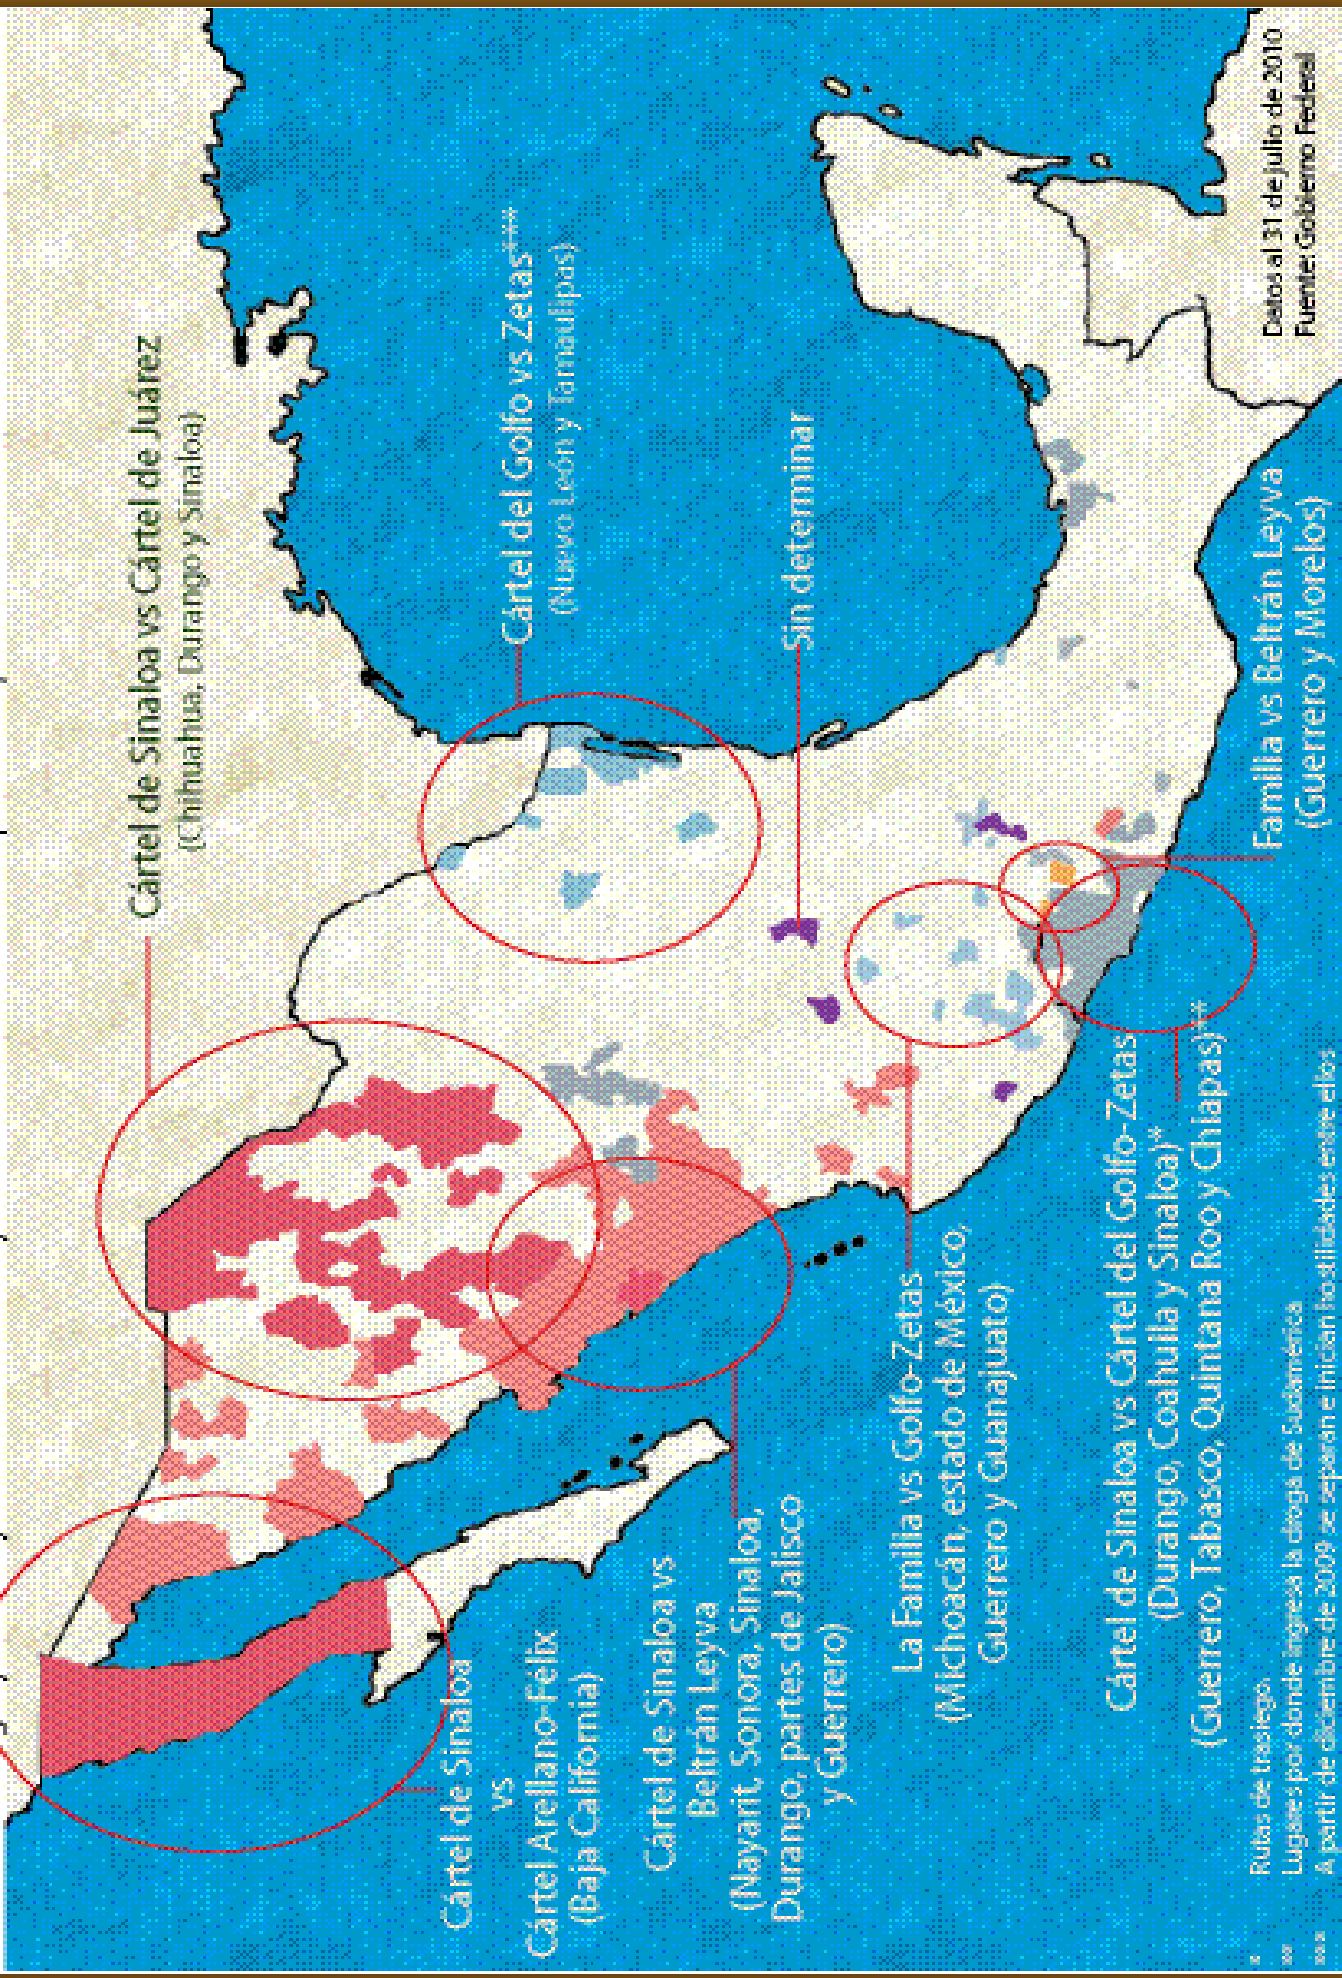 Cártel de Sinaloa vs Cártel de Juárez
(Chihuahua, Durango y Sinaloa)
Cártel del Golfo vs Zetas***
(Nuevo León y Tamaulipas)
Sin determinar
Cártel de Sinaloa
vs
Cártel Arellano-Félix
(Baja California)
Cártel de Sinaloa vs
Beltrán Leyva
(Nayarit, Sonora, Sinaloa,
Durango, partes de Jalisco
y Guerrero)
La Familia vs Golfo-Zetas
(Michoacán, estado de México,
Guerrero y Guanajuato)
Cártel de Sinaloa vs Cártel del Golfo-Zetas
(Durango, Coahuila y Sinaloa)*
(Guerrero, Tabasco, Quintana Roo y Chiapas)**
Familia vs Beltrán Leyva
(Guerrero y Morelos)
* Rutas de trasiego.
** Lugares por donde ingresa la droga de Sudamérica
*** A partir de diciembre de 2009 se separan e inician hostilidades entre ellos.
Datos al 31 de julio de 2010
Fuente: Gobierno Federal